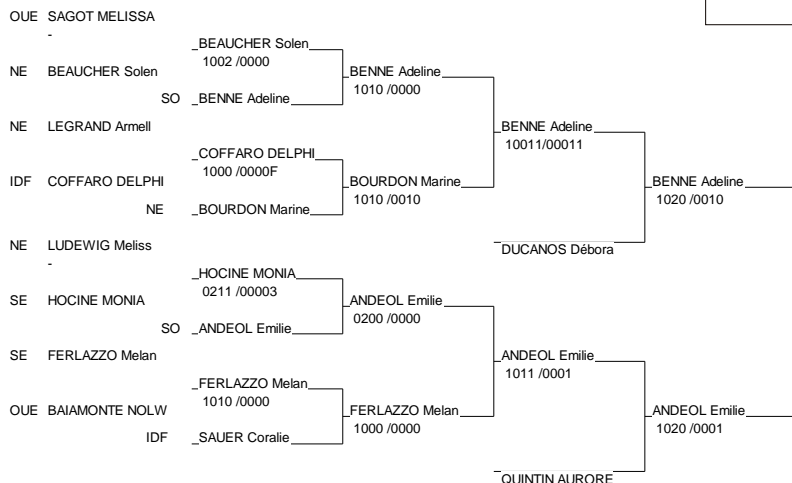 OUE SAGOT MELISSA
-
_BEAUCHER Solen
1002 /0000
NE BEAUCHER Solen
BENNE Adeline
1010 /0000
SO _BENNE Adeline
NE LEGRAND Armell
BENNE Adeline
10011/00011
_COFFARO DELPHI
1000 /0000F
IDF COFFARO DELPHI
BOURDON Marine
1010 /0010
BENNE Adeline
1020 /0010
NE _BOURDON Marine
NE LUDEWIG Meliss
-
DUCANOS Débora
_HOCINE MONIA
0211 /00003
SE HOCINE MONIA
ANDEOL Emilie
0200 /0000
SO _ANDEOL Emilie
SE FERLAZZO Melan
ANDEOL Emilie
1011 /0001
_FERLAZZO Melan
1010 /0000
OUE BAIAMONTE NOLW
FERLAZZO Melan
1000 /0000
ANDEOL Emilie
1020 /0001
IDF _SAUER Coralie
QUINTIN AURORE